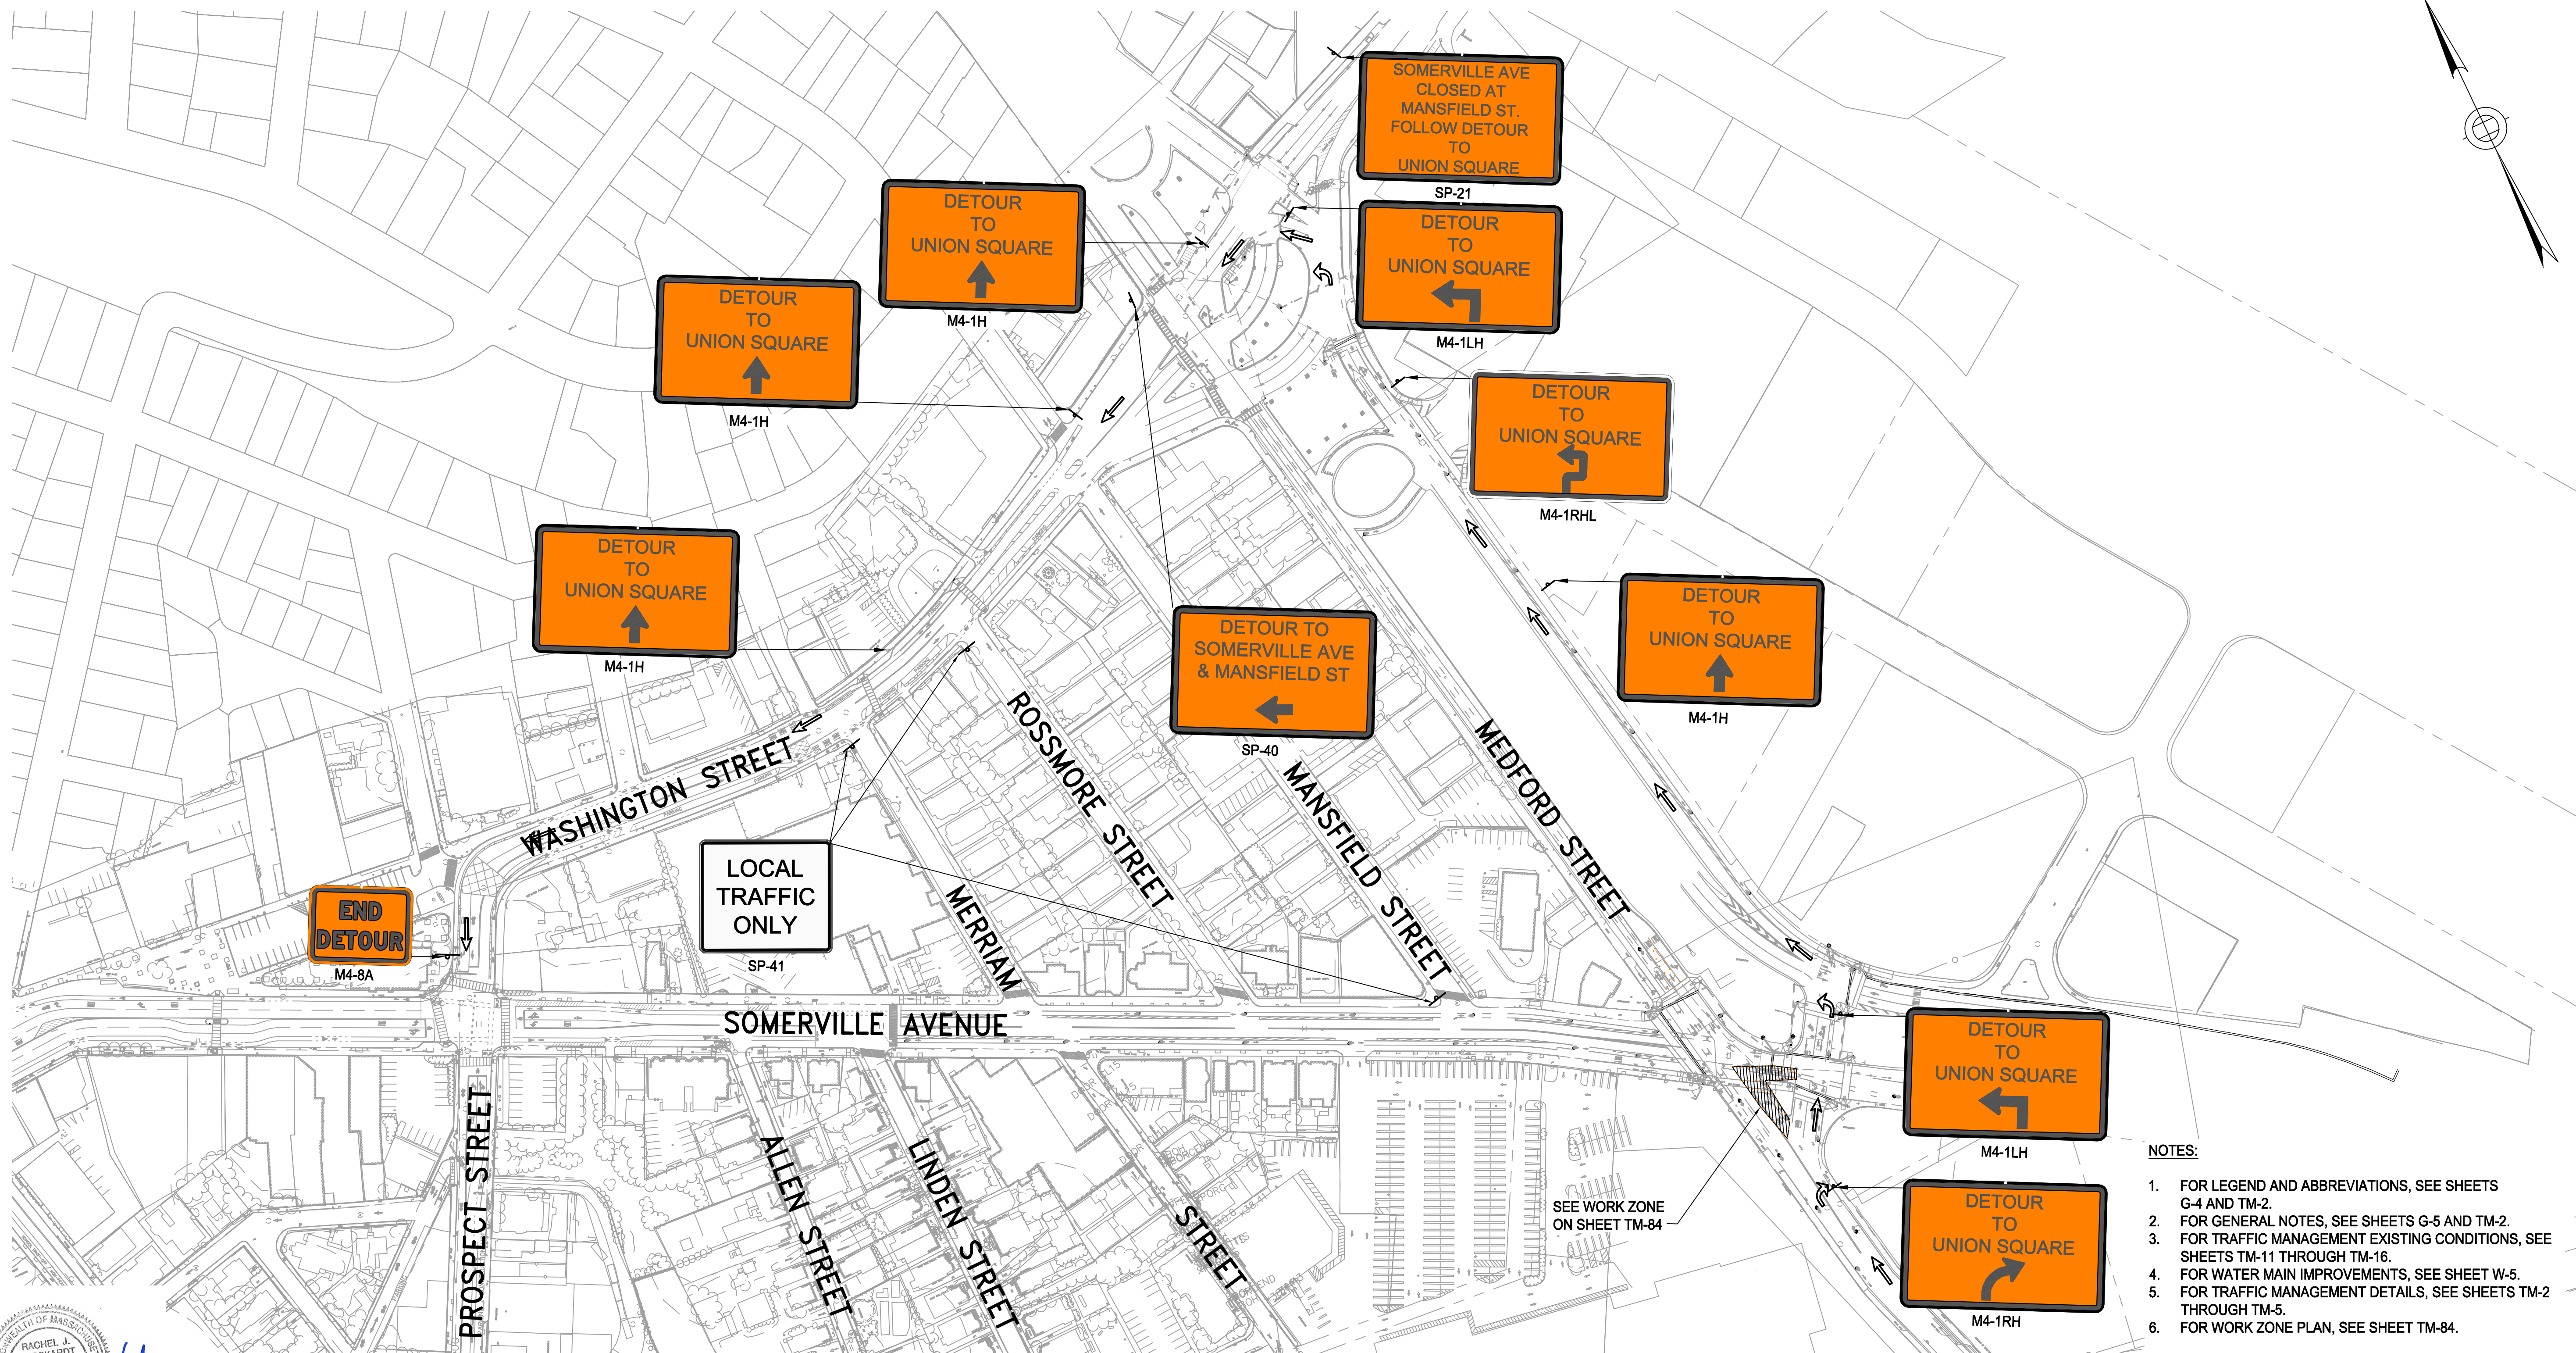 SOMERVILLE AVE
CLOSED AT
MANSFIELD ST.
FOLLOW DETOUR
TO
UNION SQUARE
SP-21
DETOUR
TO
UNION SQUARE
M4-1H
DETOUR
TO
UNION SQUARE
M4-1LH
DETOUR
TO
UNION SQUARE
M4-1H
DETOUR
TO
UNION SQUARE
M4-1RHL
DETOUR
TO
UNION SQUARE
M4-1H
DETOUR TO
SOMERVILLE AVE
& MANSFIELD ST
SP-40
DETOUR
TO
UNION SQUARE
M4-1H
WASHINGTON STREET
ROSSMORE STREET
MANSFIELD STREET
MEDFORD STREET
MERRIAM
LOCAL
TRAFFIC
ONLY
SP-41
END
DETOUR
M4-8A
SOMERVILLE AVENUE
DETOUR
TO
UNION SQUARE
M4-1LH
PROSPECT STREET
ALLEN STREET
LINDEN STREET
STREET
SEE WORK ZONE
ON SHEET TM-84
DETOUR
TO
UNION SQUARE
M4-1RH
NOTES:
1. FOR LEGEND AND ABBREVIATIONS, SEE SHEETS
G-4 AND TM-2.
2. FOR GENERAL NOTES, SEE SHEETS G-5 AND TM-2.
3. FOR TRAFFIC MANAGEMENT EXISTING CONDITIONS, SEE
SHEETS TM-11 THROUGH TM-16.
4. FOR WATER MAIN IMPROVEMENTS, SEE SHEET W-5.
5. FOR TRAFFIC MANAGEMENT DETAILS, SEE SHEETS TM-2
THROUGH TM-5.
6. FOR WORK ZONE PLAN, SEE SHEET TM-84.
RACHEL J.